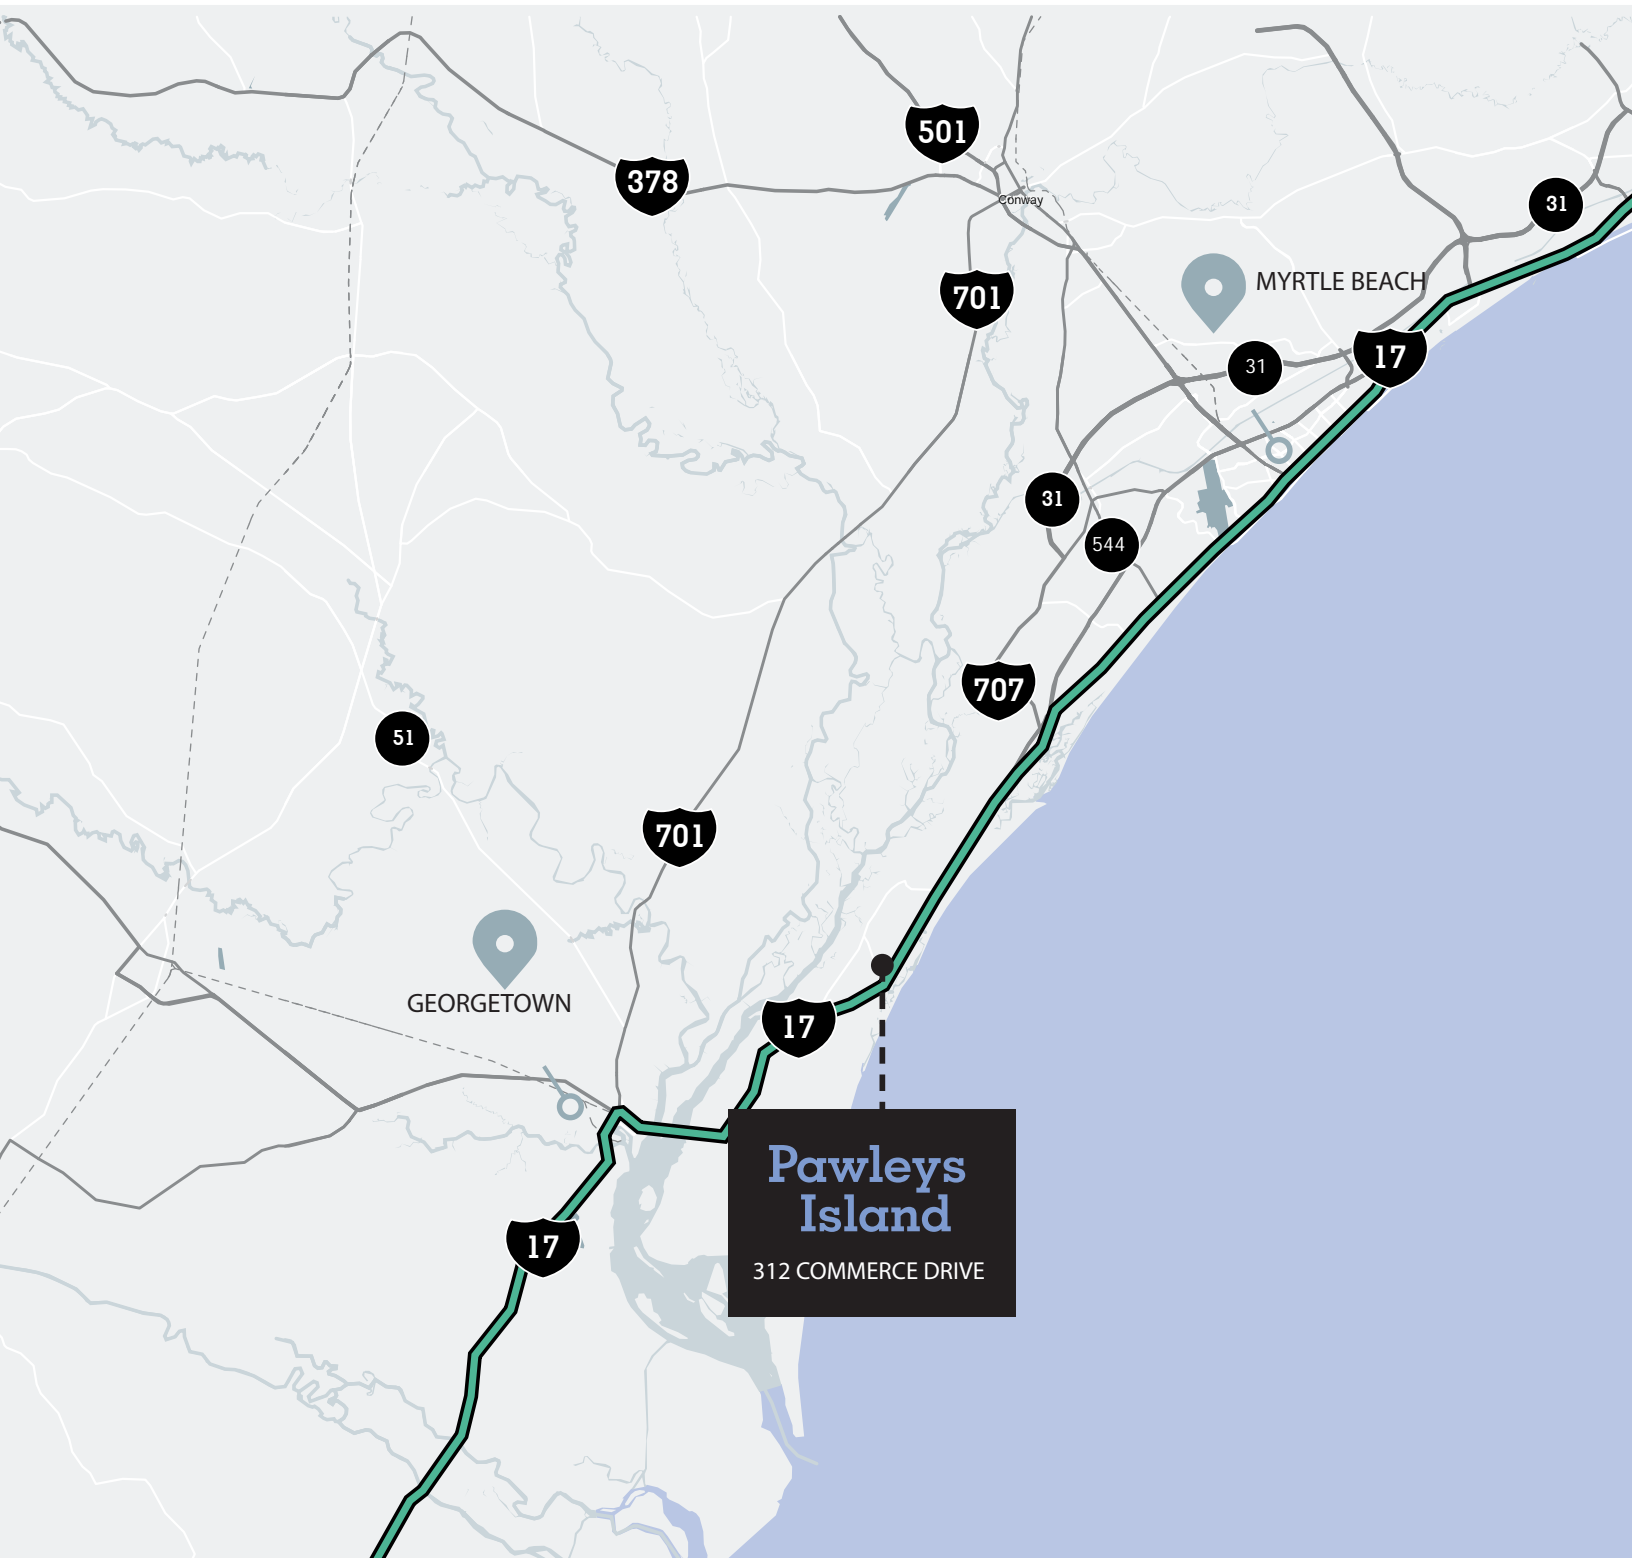 501
378
Conway
31
701
MYRTLE BEACH
17
31
31
544
707
51
701
GEORGETOWN
17
Pawleys
Island
17
312 COMMERCE DRIVE